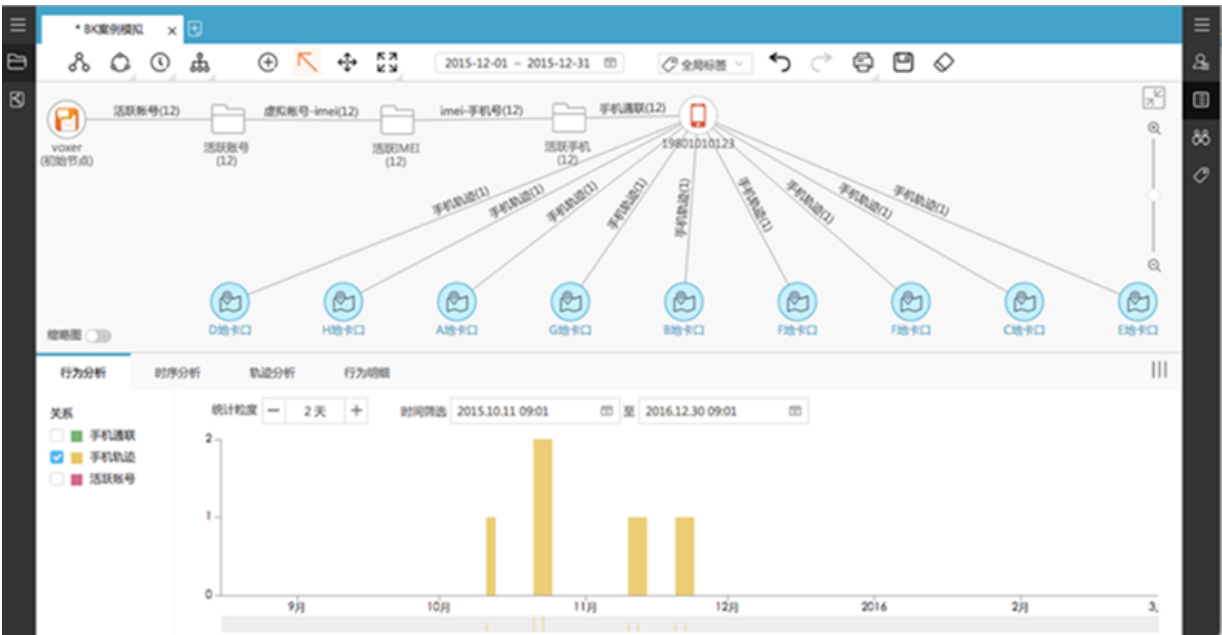 * BK案例模拟 ×
2015-12-01 ~ 2015-12-31
全局标签
活跃账号(12)
虚拟账号-imei(12)
imei-手机号(12)
手机通联(12)
voxer
(初始节点)
活跃账号
(12)
活跃IMEI
(12)
活跃手机
(12)
19801010123
手机轨迹(1)
手机轨迹(1)
手机轨迹(1)
手机轨迹(1)
手机轨迹(1)
手机轨迹(1)
手机轨迹(1)
手机轨迹(1)
手机轨迹(1)
D地卡口
H地卡口
A地卡口
G地卡口
B地卡口
F地卡口
F地卡口
C地卡口
E地卡口
缩略图
行为分析 时序分析 轨迹分析 行为明细
关系
手机通联
手机轨迹
活跃账号
统计粒度 — 2 天 + 时间筛选 2015.10.11 09:01 至 2016.12.30 09:01
2
1
0
9月 10月 11月 12月 2016 2月 3,